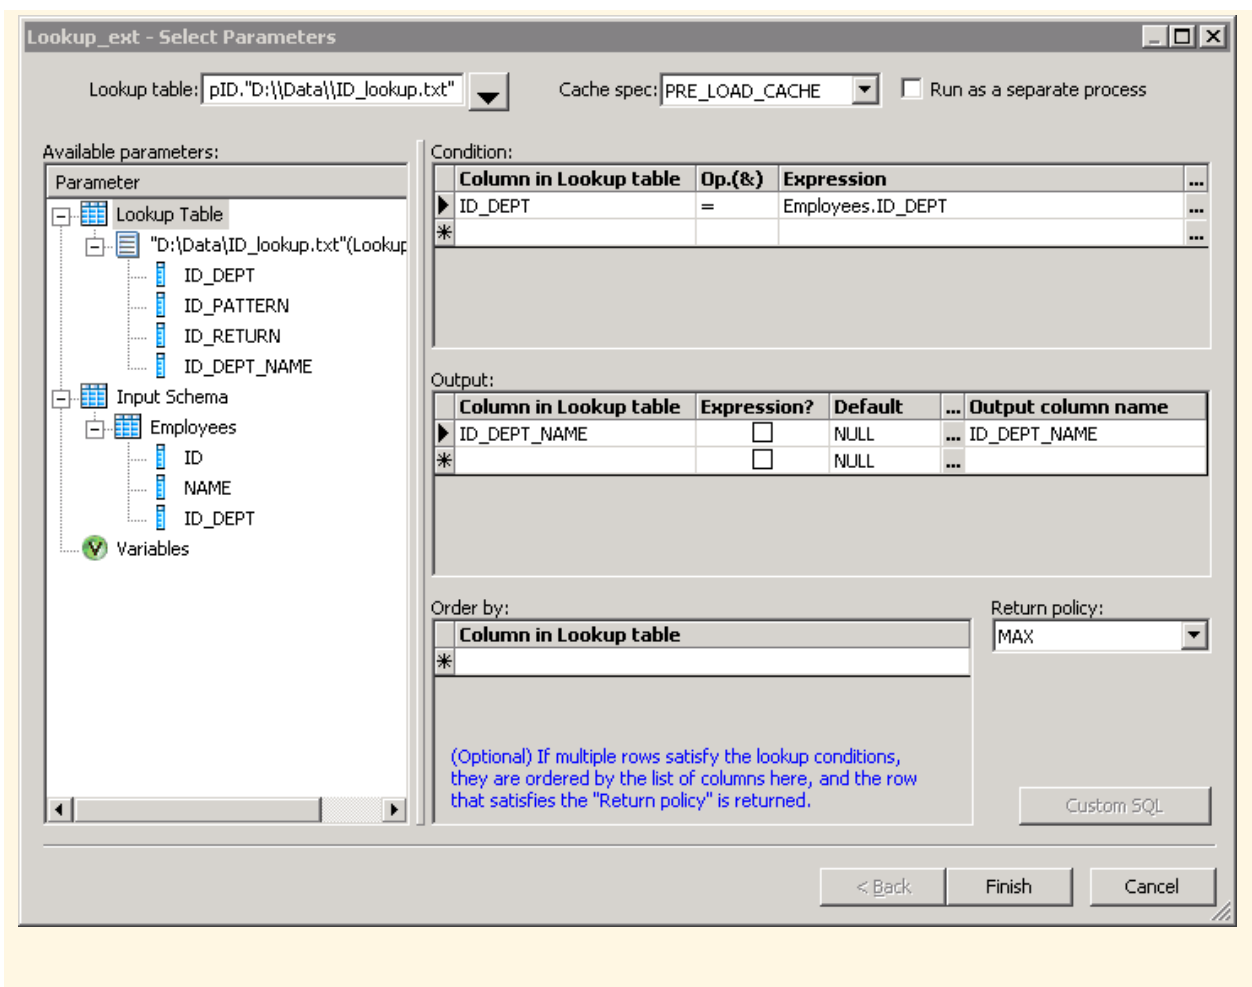 Lookup_ext - Select Parameters
Lookup table: pID."D:\\Data\\ID_lookup.txt" Cache spec: PRE_LOAD_CACHE Run as a separate process
Available parameters:
Parameter
Lookup Table
"D:\Data\ID_lookup.txt"(Lookup
ID_DEPT
ID_PATTERN
ID_RETURN
ID_DEPT_NAME
Input Schema
Employees
ID
NAME
ID_DEPT
Variables
Condition:
Column in Lookup table Op.(&) Expression ...
ID_DEPT = Employees.ID_DEPT ...
...
Output:
Column in Lookup table Expression? Default ... Output column name
ID_DEPT_NAME NULL ... ID_DEPT_NAME
NULL ...
Order by:
Column in Lookup table
(Optional) If multiple rows satisfy the lookup conditions,
they are ordered by the list of columns here, and the row
that satisfies the "Return policy" is returned.
Return policy:
MAX
Custom SQL
< Back Finish Cancel